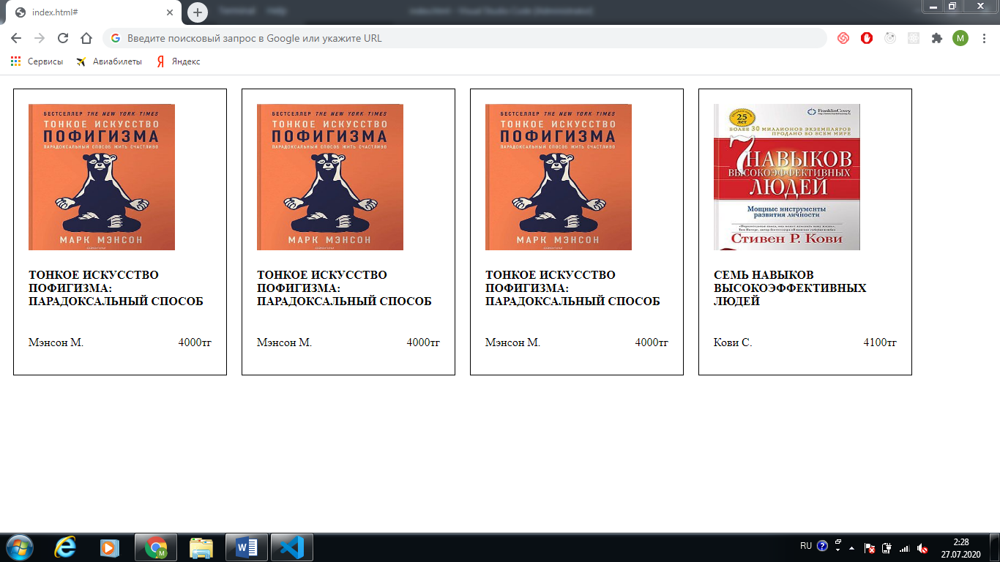 index.html#
Введите поисковый запрос в Google или укажите URL
M
Сервисы
Авиабилеты
Яндекс
БЕСТСЕЛЛЕР THE NEW YORK TIMES
ТОНКОЕ ИСКУССТВО
ПОФИГИЗМА
ПАРАДОКСАЛЬНЫЙ СПОСОБ ЖИТЬ СЧАСТЛИВО
МАРК МЭНСОН
ТОНКОЕ ИСКУССТВО
ПОФИГИЗМА:
ПАРАДОКСАЛЬНЫЙ СПОСОБ
Мэнсон М. 4000тг
БЕСТСЕЛЛЕР THE NEW YORK TIMES
ТОНКОЕ ИСКУССТВО
ПОФИГИЗМА
ПАРАДОКСАЛЬНЫЙ СПОСОБ ЖИТЬ СЧАСТЛИВО
МАРК МЭНСОН
ТОНКОЕ ИСКУССТВО
ПОФИГИЗМА:
ПАРАДОКСАЛЬНЫЙ СПОСОБ
Мэнсон М. 4000тг
БЕСТСЕЛЛЕР THE NEW YORK TIMES
ТОНКОЕ ИСКУССТВО
ПОФИГИЗМА
ПАРАДОКСАЛЬНЫЙ СПОСОБ ЖИТЬ СЧАСТЛИВО
МАРК МЭНСОН
ТОНКОЕ ИСКУССТВО
ПОФИГИЗМА:
ПАРАДОКСАЛЬНЫЙ СПОСОБ
Мэнсон М. 4000тг
25
ЛЕТ
FranklinCovey
БОЛЕЕ 30 МИЛЛИОНОВ ЭКЗЕМПЛЯРОВ
ПРОДАНО ВО ВСЕМ МИРЕ
7 НАВЫКОВ
ВЫСОКОЭФФЕКТИВНЫХ
ЛЮДЕЙ
Мощные инструменты
развития личности
Стивен Р. Кови
СЕМЬ НАВЫКОВ
ВЫСОКОЭФФЕКТИВНЫХ
ЛЮДЕЙ
Кови С. 4100тг
RU
2:28
27.07.2020